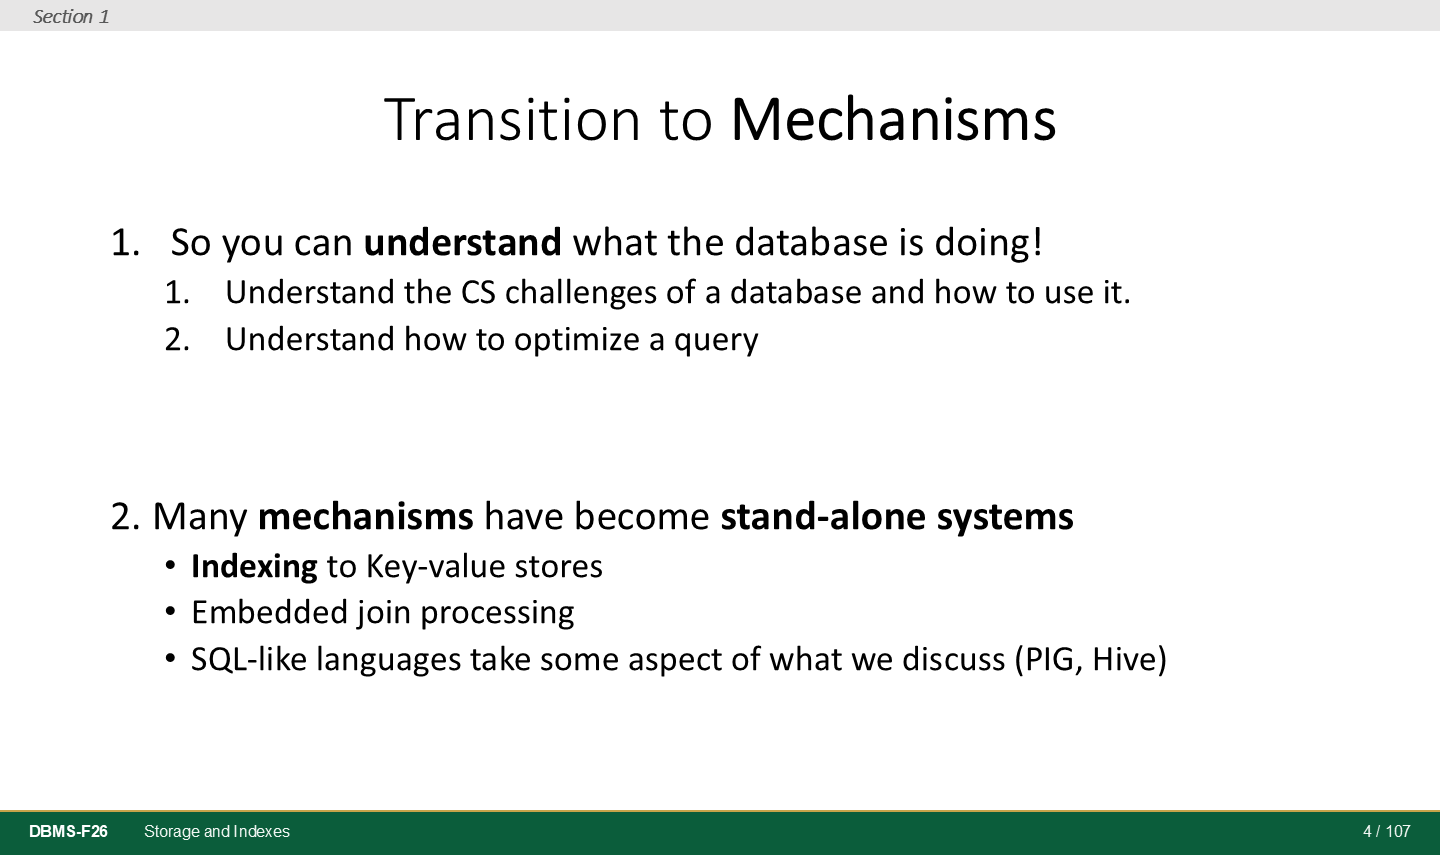 Section 1
Transition to Mechanisms
1. So you can understand what the database is doing!
1. Understand the CS challenges of a database and how to use it.
2. Understand how to optimize a query
2. Many mechanisms have become stand-alone systems
• Indexing to Key-value stores
• Embedded join processing
• SQL-like languages take some aspect of what we discuss (PIG, Hive)
DBMS-F26 Storage and Indexes 4 / 107